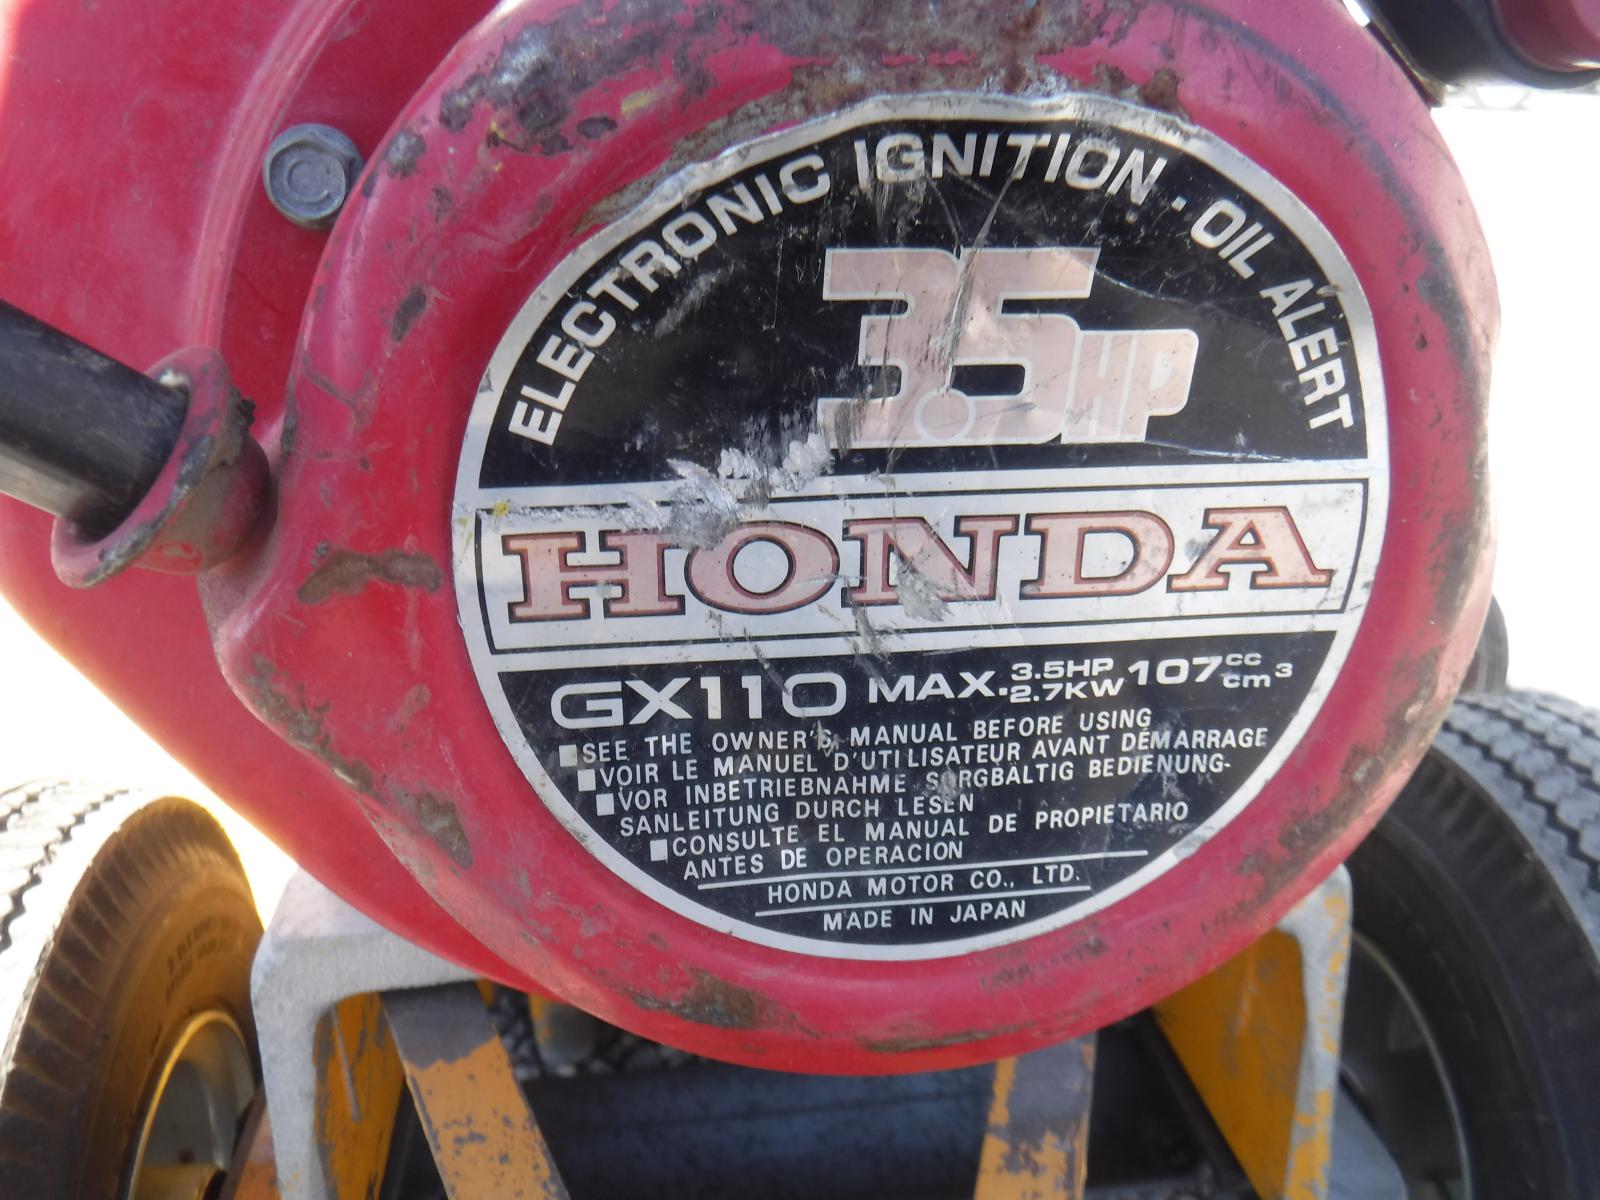 ELECTRONIC IGNITION · OIL ALERT
3.5HP
HONDA
GX110 MAX. 3.5HP 107cc
2.7KW cm³
■SEE THE OWNER'S MANUAL BEFORE USING
■VOIR LE MANUEL D'UTILISATEUR AVANT DÉMARRAGE
■VOR INBETRIEBNAHME SORGBÄLTIG BEDIENUNG-
SANLEITUNG DURCH LESEN
■CONSULTE EL MANUAL DE PROPIETARIO
ANTES DE OPERACION
HONDA MOTOR CO., LTD.
MADE IN JAPAN